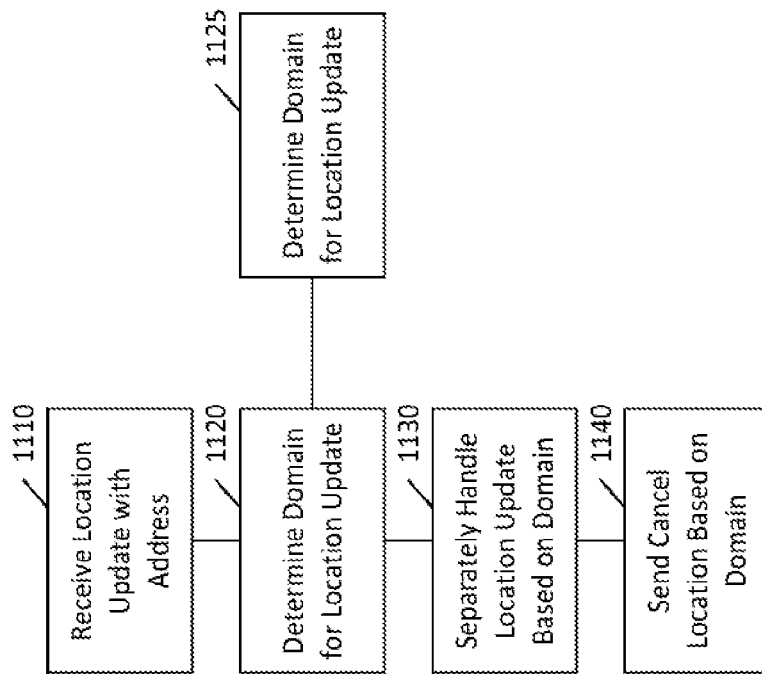 1110
Receive Location
Update with
Address
1120
Determine Domain
for Location Update
1125
Determine Domain
for Location Update
1130
Separately Handle
Location Update
Based on Domain
1140
Send Cancel
Location Based on
Domain